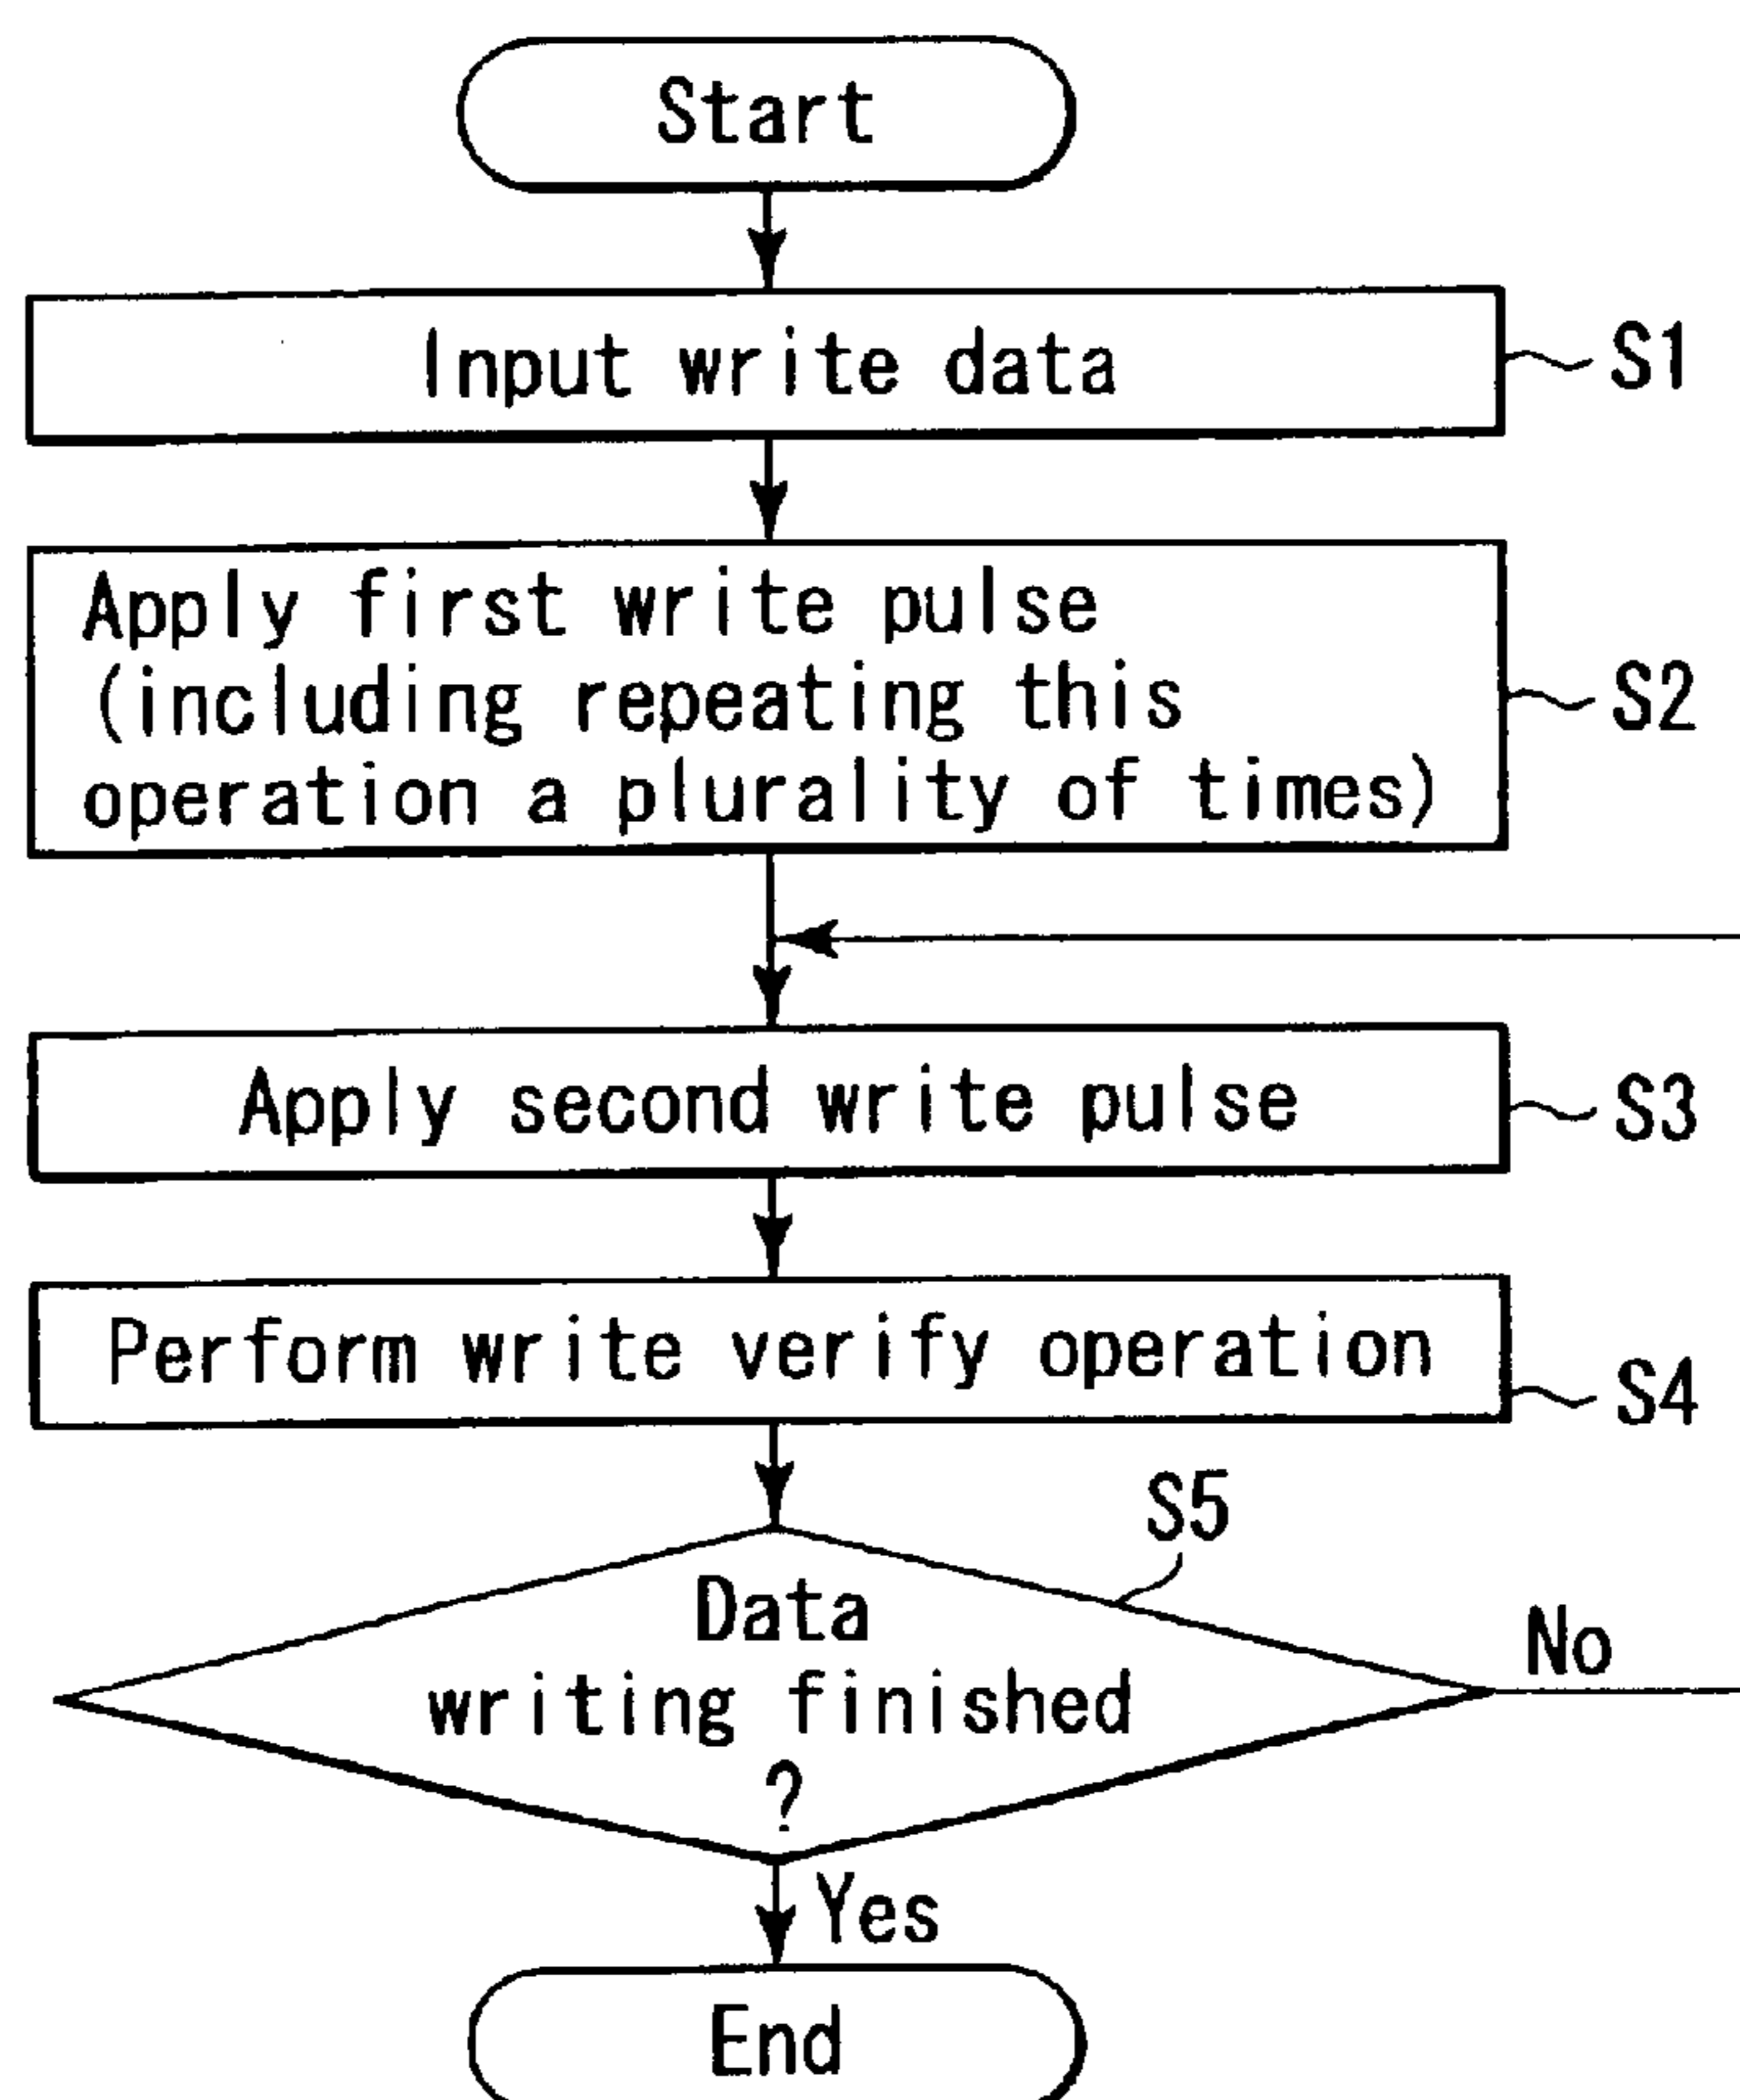 Start
Input write data
S1
Apply first write pulse
(including repeating this
operation a plurality of times)
S2
Apply second write pulse
S3
Perform write verify operation
S4
S5
Data
writing finished
?
No
Yes
End